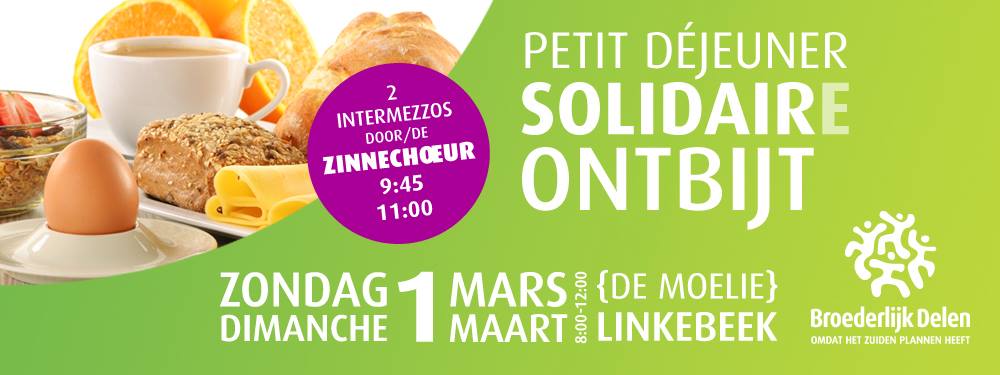 PETIT DÉJEUNER
SOLIDAIRE
ONTBIJT
2
INTERMEZZOS
DOOR/DE
ZINNECHŒUR
9:45
11:00
ZONDAG 1 MARS
DIMANCHE MAART
8:00-12:00
{DE MOELIE}
LINKEBEEK
Broederlijk Delen
OMDAT HET ZUIDEN PLANNEN HEEFT